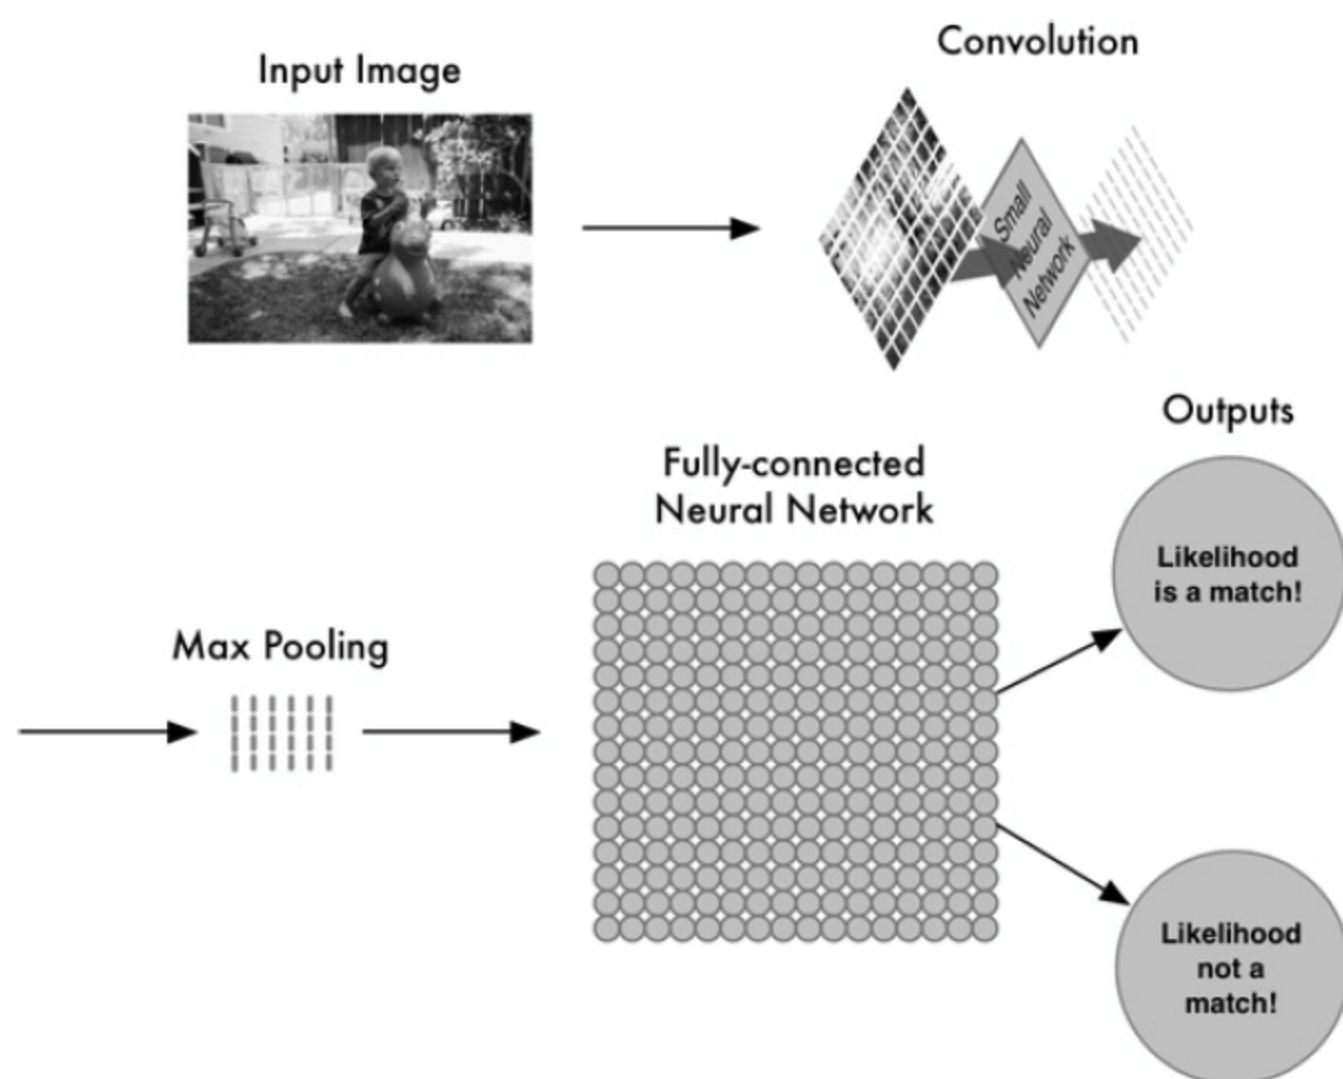 Input Image
Convolution
Small
Neural
Network
Outputs
Fully-connected
Neural Network
Likelihood
is a match!
Max Pooling
Likelihood
not a
match!